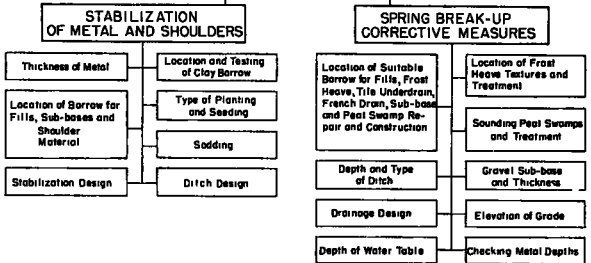 STABILIZATION
OF METAL AND SHOULDERS
Thickness of Metal
Location and Testing
of Clay Borrow
Location of Borrow for
Fills, Sub-bases and
Shoulder
Material
Type of Planting
and Seeding
Sodding
Stabilization Design
Ditch Design
SPRING BREAK-UP
CORRECTIVE MEASURES
Location of Suitable
Borrow for Fills, Frost
Heave, Tile Underdrain,
French Drain, Sub-base
and Peat Swamp Re-
pair and Construction
Location of Frost
Heave Textures and
Treatment
Sounding Peat Swamps
and Treatment
Depth and Type
of Ditch
Gravel Sub-base
and Thickness
Drainage Design
Elevation of Grade
Depth of Water Table
Checking Metal Depths